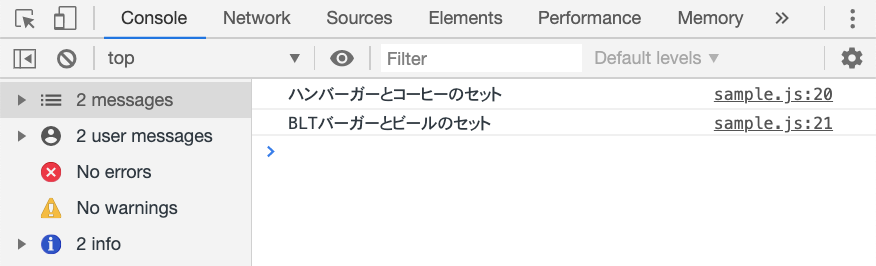 Console Network Sources Elements Performance Memory »
top Filter Default levels
2 messages
2 user messages
No errors
No warnings
2 info
ハンバーガーとコーヒーのセット sample.js:20
BLTバーガーとビールのセット sample.js:21